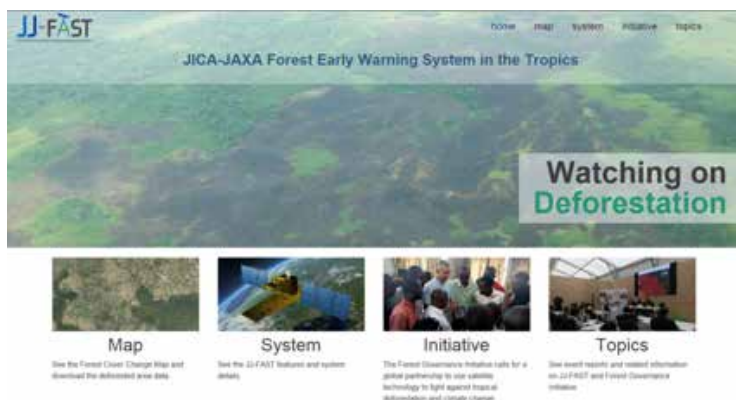 JJ-FAST
home map system initiative topics
JICA-JAXA Forest Early Warning System in the Tropics
Watching on
Deforestation
Map
See the Forest Cover Change Map and
download the deforested area data.
System
See the JJ-FAST features and system
details.
Initiative
The Forest Governance Initiative calls for a
global partnership to use satellite
technology to fight against tropical
deforestation and climate change
Topics
See event reports and related information
on JJ-FAST and Forest Governance
Initiative